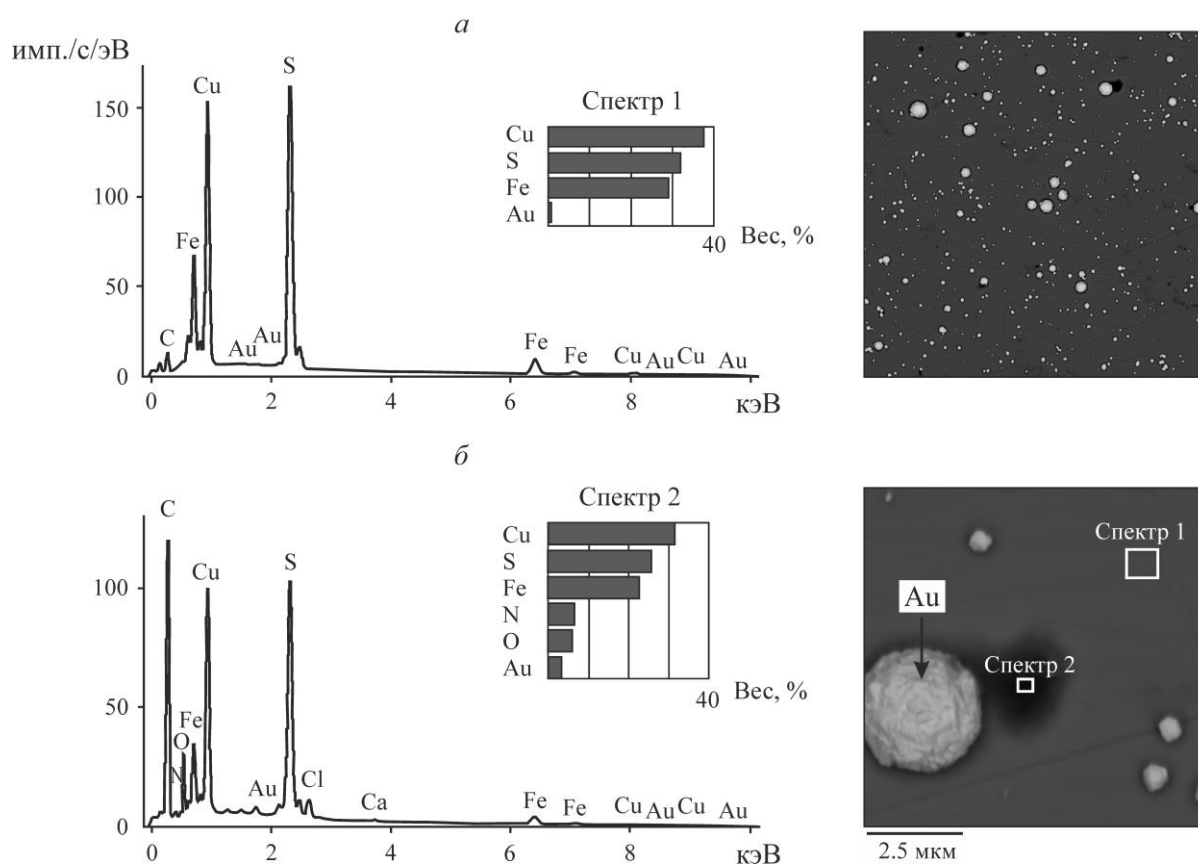 а
имп./с/эВ
150
100
50
0
Cu
S
Fe
C
Au
Au
Fe
Fe
Cu
Au
Cu
Au
0
2
4
6
8
кэВ
Спектр 1
Cu
S
Fe
Au
40
Вес, %
б
100
50
0
C
Cu
S
Fe
O
N
Au
Cl
Ca
Fe
Fe
Cu
Au
Cu
Au
0
2
4
6
8
кэВ
Спектр 2
Cu
S
Fe
N
O
Au
40
Вес, %
Спектр 1
Au
Спектр 2
2.5 мкм